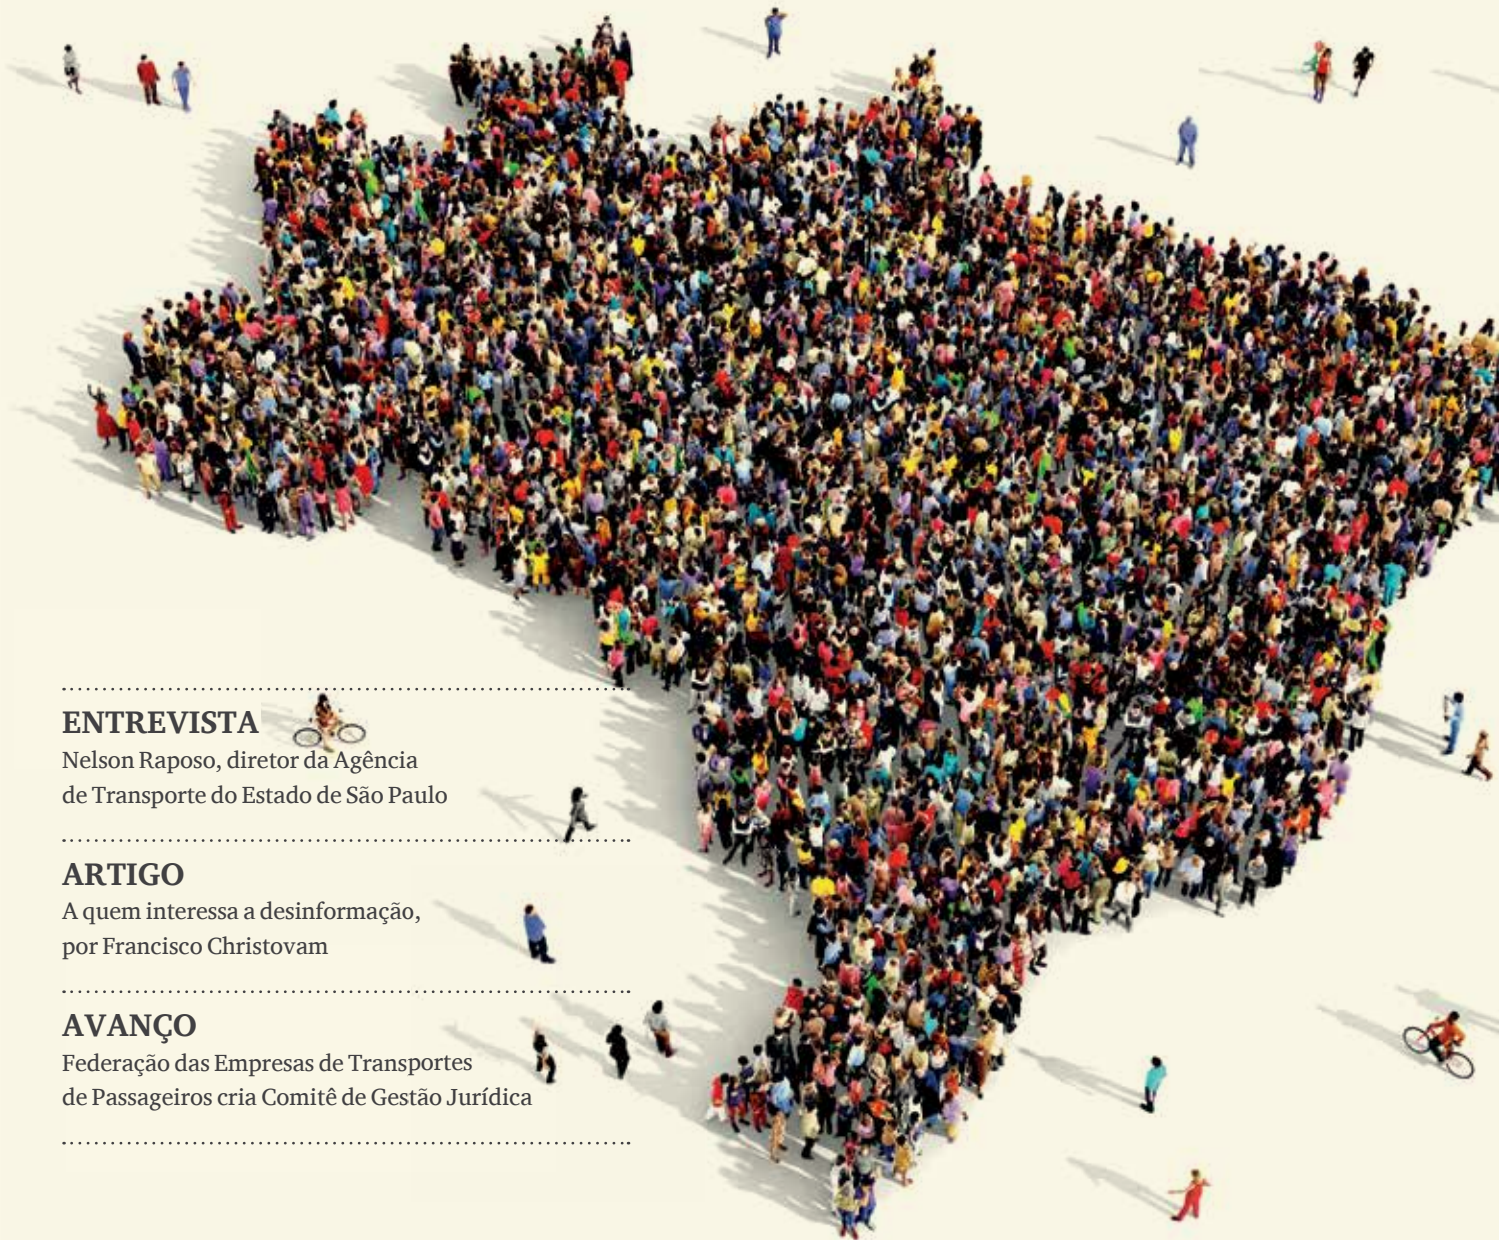 ENTREVISTA
Nelson Raposo, diretor da Agência
de Transporte do Estado de São Paulo
ARTIGO
A quem interessa a desinformação,
por Francisco Christovam
AVANÇO
Federação das Empresas de Transportes
de Passageiros cria Comitê de Gestão Jurídica